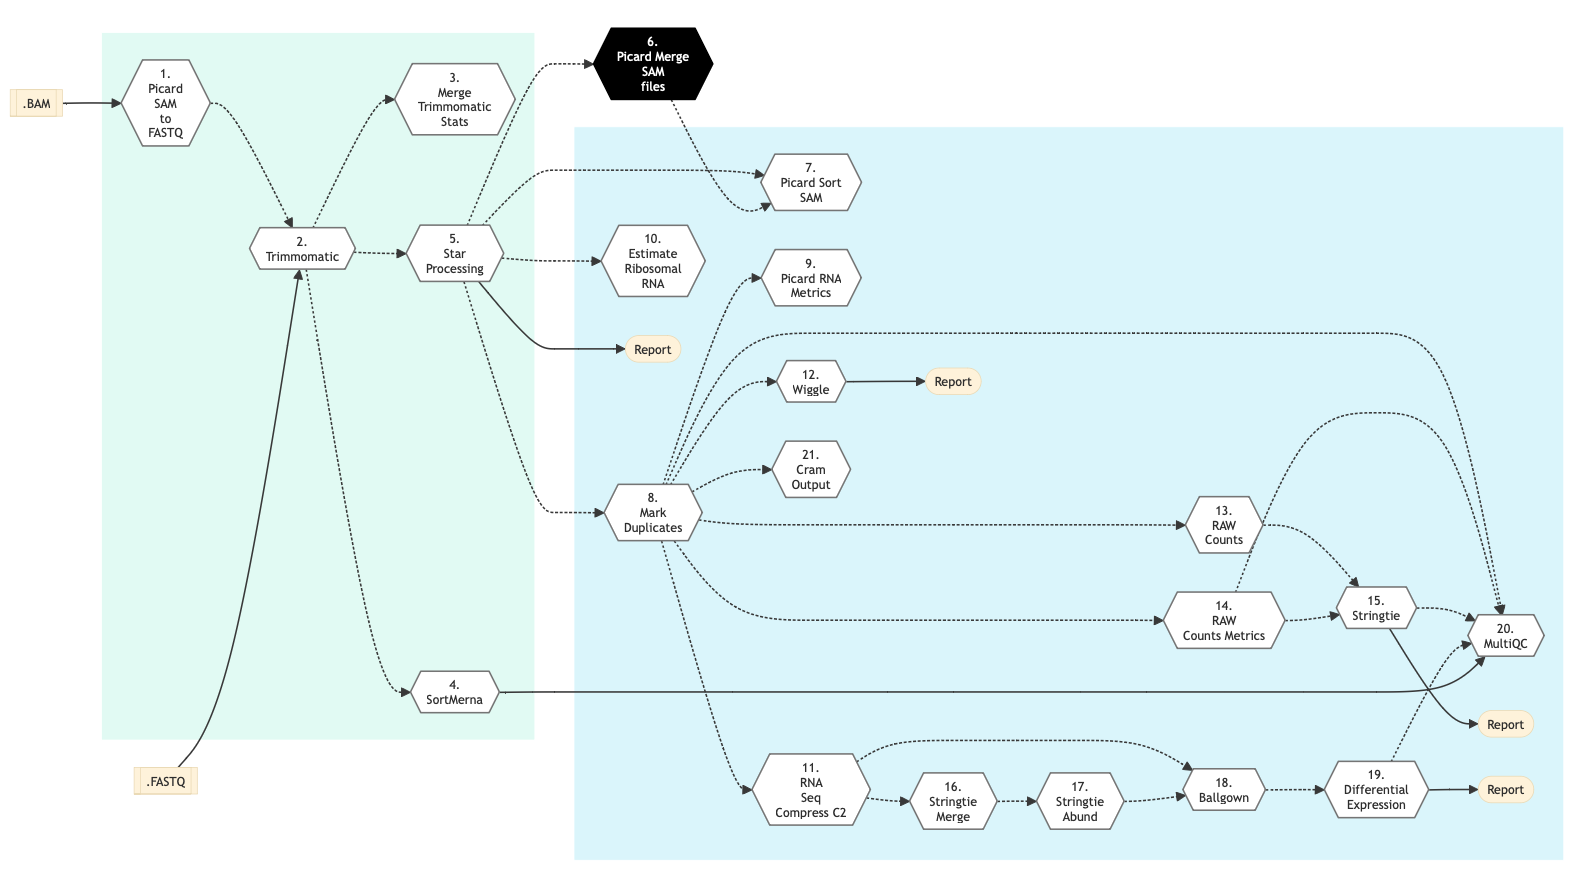 .BAM
1.
Picard
SAM
to
FASTQ
2.
Trimmomatic
3.
Merge
Trimmomatic
Stats
4.
SortMerna
.FASTQ
5.
Star
Processing
6.
Picard Merge
SAM
files
7.
Picard Sort
SAM
10.
Estimate
Ribosomal
RNA
9.
Picard RNA
Metrics
Report
12.
Wiggle
Report
21.
Cram
Output
8.
Mark
Duplicates
13.
RAW
Counts
14.
RAW
Counts Metrics
15.
Stringtie
20.
MultiQC
Report
11.
RNA
Seq
Compress C2
16.
Stringtie
Merge
17.
Stringtie
Abund
18.
Ballgown
19.
Differential
Expression
Report